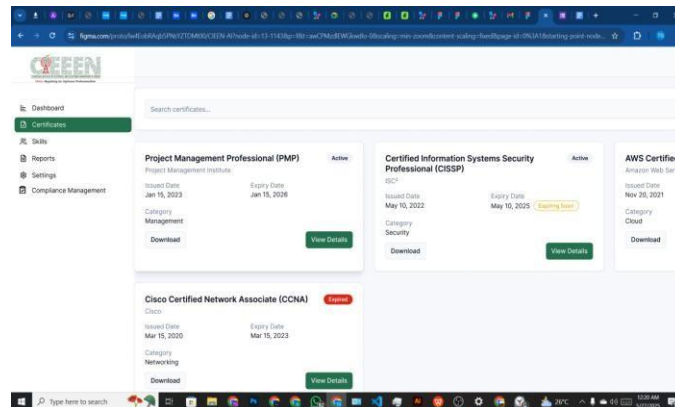 Dashboard
Certificates
Skills
Reports
Settings
Compliance Management
Search certificates...
Project Management Professional (PMP)
Active
Project Management Institute
Issued Date
Expiry Date
Jan 15, 2023
Jan 15, 2026
Category
Management
Download
View Details
Certified Information Systems Security
Professional (CISSP)
Active
ISC²
Issued Date
Expiry Date
May 10, 2022
May 10, 2025
Expiring Soon
Category
Security
Download
View Details
AWS Certifie
Amazon Web Ser
Issued Date
Nov 20, 2021
Category
Cloud
Download
Cisco Certified Network Associate (CCNA)
Expired
Cisco
Issued Date
Expiry Date
Mar 15, 2020
Mar 15, 2023
Category
Networking
Download
View Details
Type here to search
26°C
12:20 AM